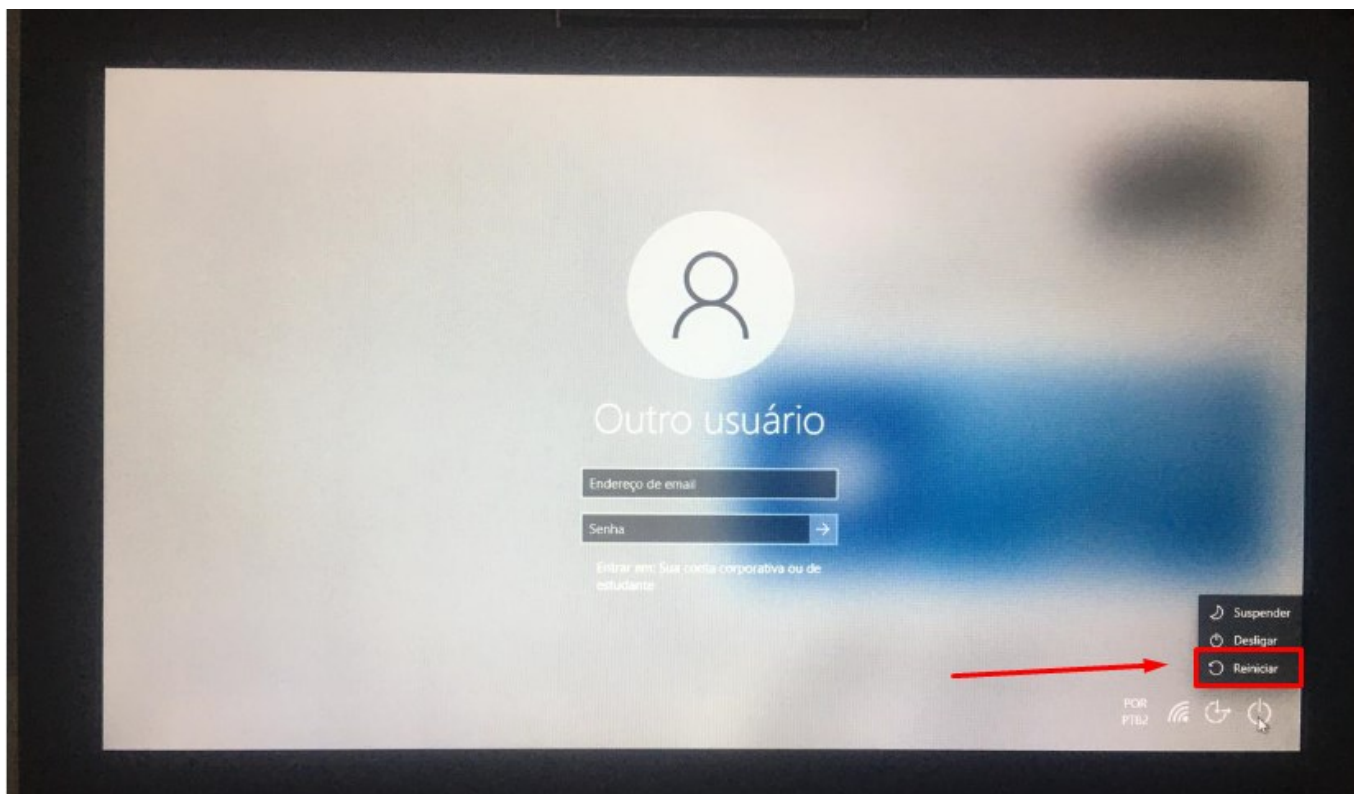 Outro usuário
Endereço de email
Senha
Entrar em: Sua conta corporativa ou de
estudante
Suspender
Desligar
Reiniciar
POR
PTB2